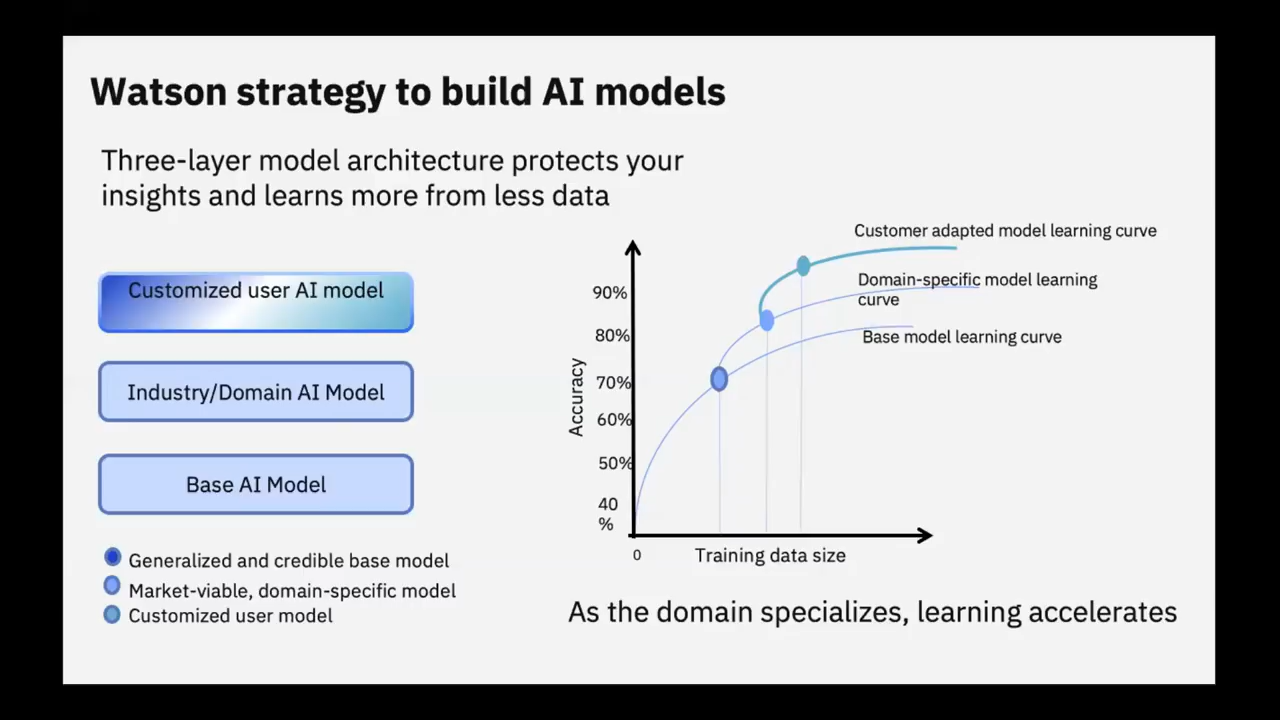 Watson strategy to build AI models
Three-layer model architecture protects your
insights and learns more from less data
Customized user AI model
Industry/Domain AI Model
Base AI Model
Generalized and credible base model
Market-viable, domain-specific model
Customized user model
Customer adapted model learning curve
Domain-specific model learning
curve
Base model learning curve
Accuracy
90%
80%
70%
60%
50%
40
%
0
Training data size
As the domain specializes, learning accelerates